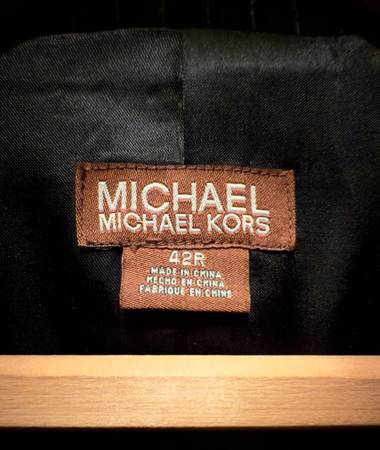 MICHAEL
MICHAEL KORS
42R
MADE IN CHINA
HECHO EN CHINA
FABRIQUE EN CHINE